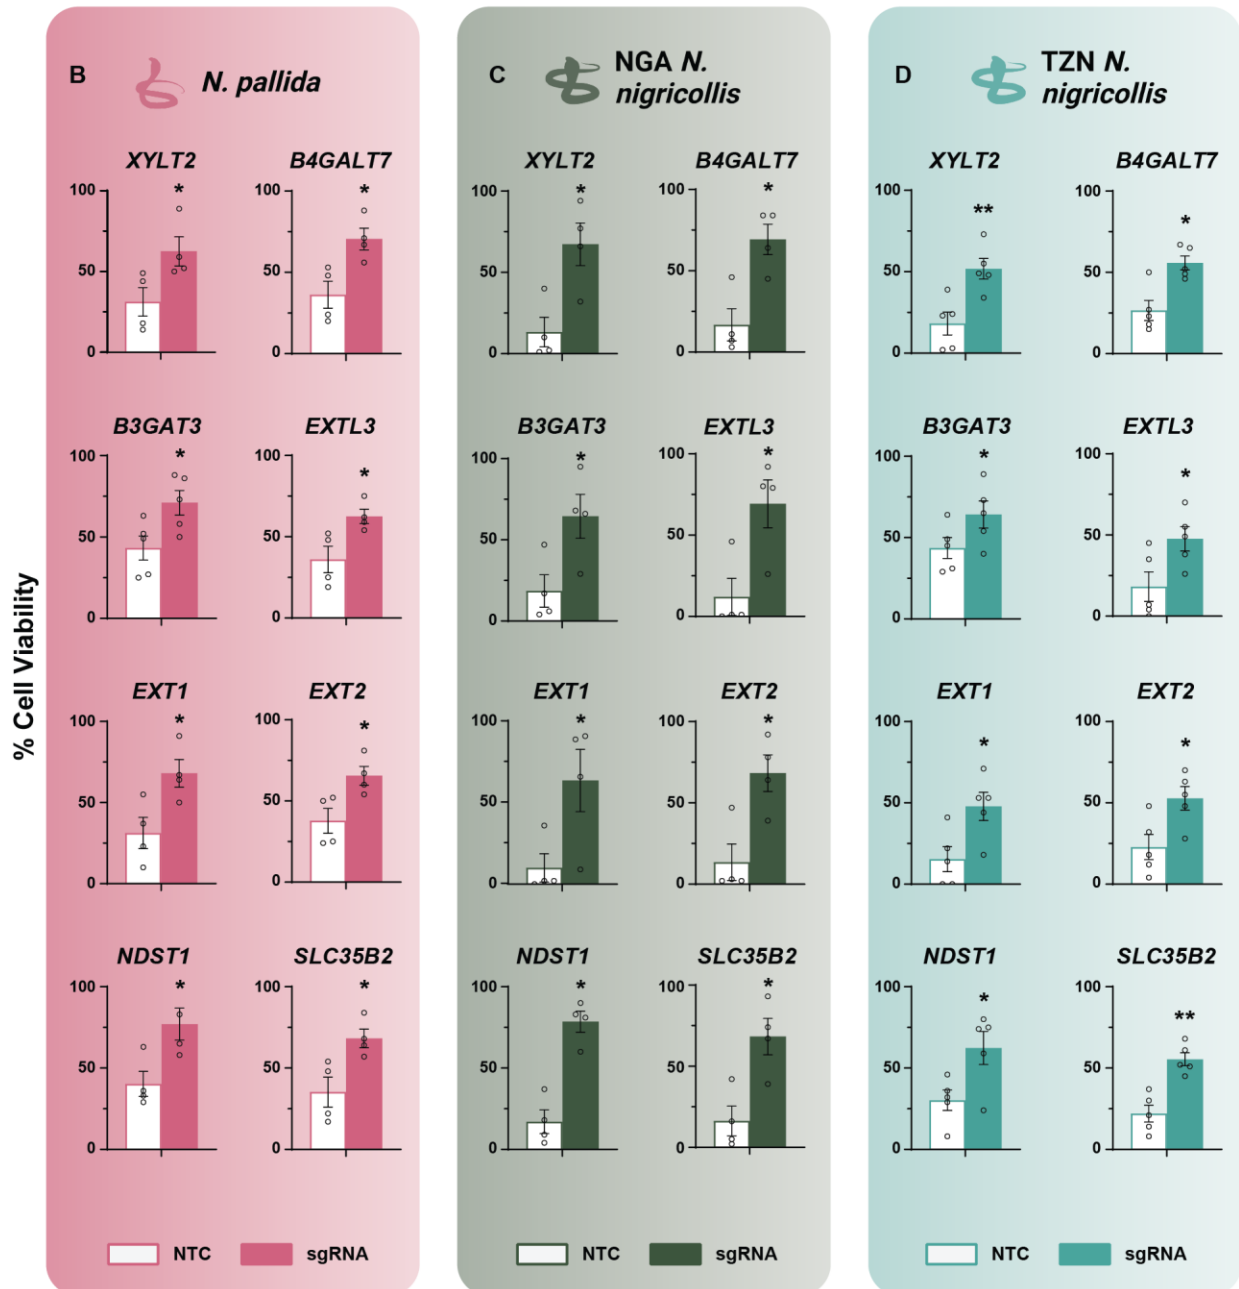 % Cell Viability
B
N. pallida
XYLT2
B4GALT7
100
*
50
0
100
*
50
0
B3GAT3
EXTL3
100
*
50
0
100
*
50
0
EXT1
EXT2
100
*
50
0
100
*
50
0
NDST1
SLC35B2
100
*
50
0
100
*
50
0
NTC
sgRNA
C
NGA N.
nigricollis
XYLT2
B4GALT7
100
*
50
0
100
*
50
0
B3GAT3
EXTL3
100
*
50
0
100
*
50
0
EXT1
EXT2
100
*
50
0
100
*
50
0
NDST1
SLC35B2
100
*
50
0
100
*
50
0
NTC
sgRNA
D
TZN N.
nigricollis
XYLT2
B4GALT7
100
**
50
0
100
*
50
0
B3GAT3
EXTL3
100
*
50
0
100
*
50
0
EXT1
EXT2
100
*
50
0
100
*
50
0
NDST1
SLC35B2
100
*
50
0
100
**
50
0
NTC
sgRNA